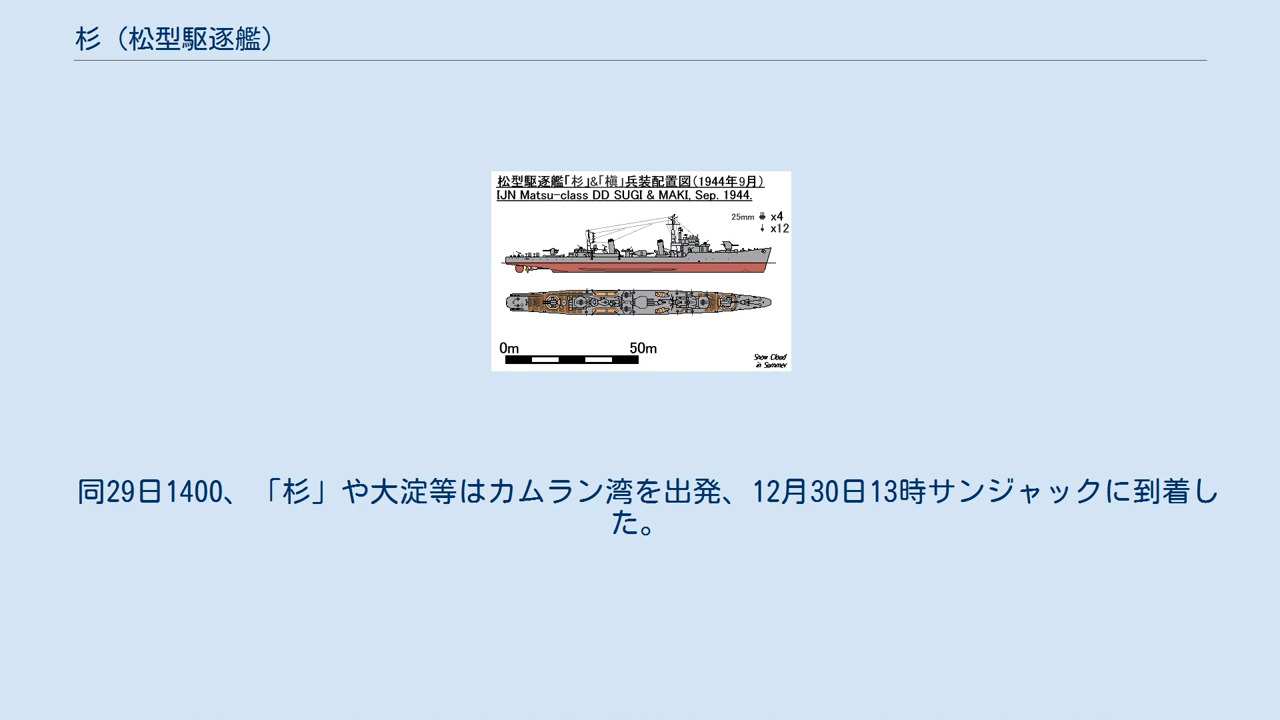 杉（松型駆逐艦）
松型駆逐艦「杉」&「槇」兵装配置図（1944年9月）
IJN Matsu-class DD SUGI & MAKI, Sep. 1944.
25mm x4
x12
0m 50m
Snow Cloud
in Summer
同29日1400、「杉」や大淀等はカムラン湾を出発、12月30日13時サンジャックに到着し
た。